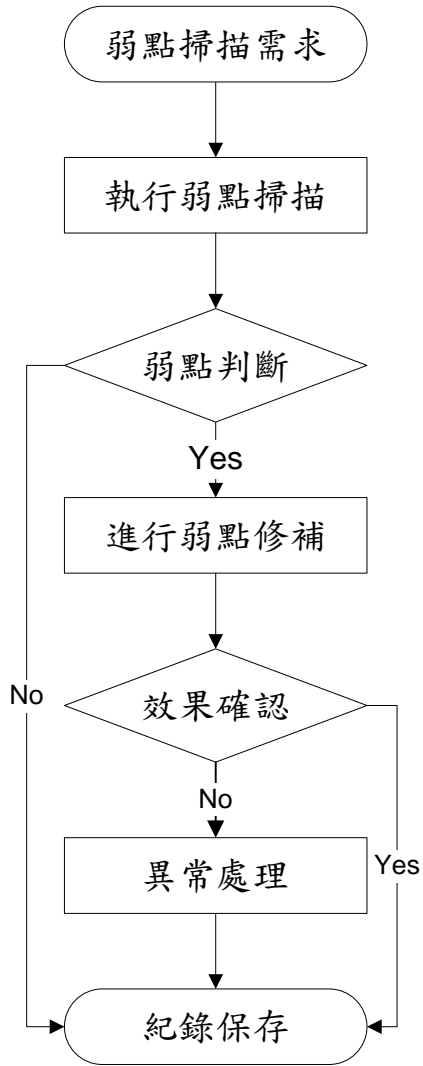 弱點掃描需求
執行弱點掃描
弱點判斷
Yes
進行弱點修補
No
效果確認
No
異常處理
Yes
紀錄保存